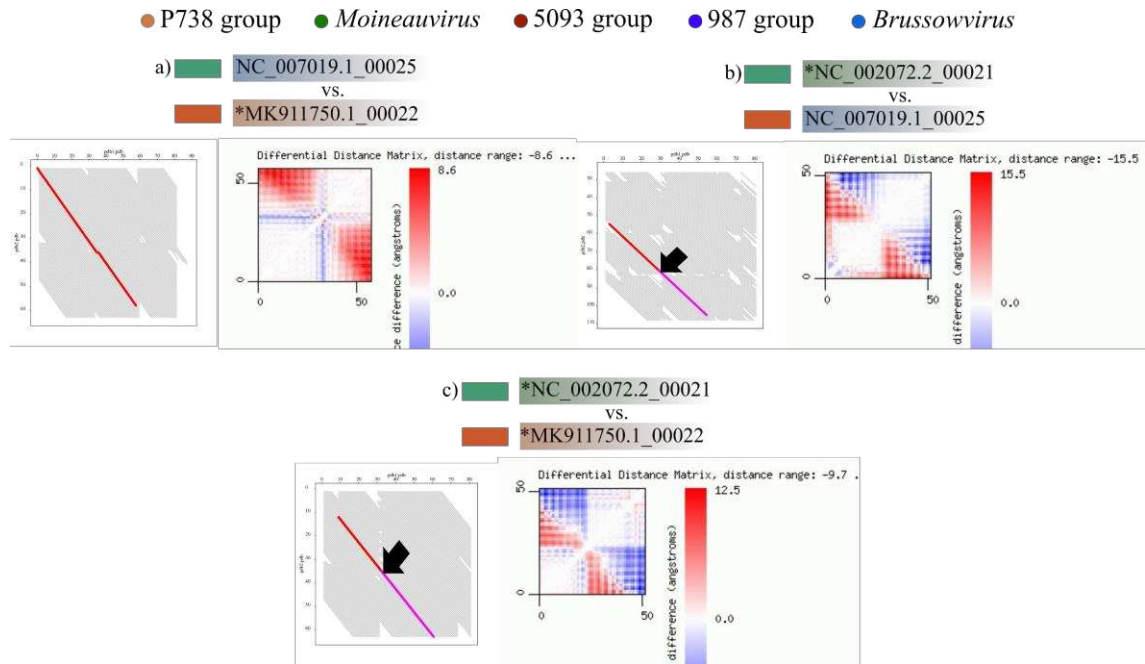 P738 group Moineauvirus 5093 group 987 group Brussowvirus
a) NC_007019.1_00025
vs.
*MK911750.1_00022
b) *NC_002072.2_00021
vs.
NC_007019.1_00025
Differential Distance Matrix, distance range: -8.6 ...
8.6
0.0
50
0
0
50
ce difference (angstroms)
Differential Distance Matrix, distance range: -15.5
15.5
0.0
50
0
0
50
difference (angstroms)
c) *NC_002072.2_00021
vs.
*MK911750.1_00022
Differential Distance Matrix, distance range: -9.7 .
12.5
0.0
50
0
0
50
difference (angstroms)